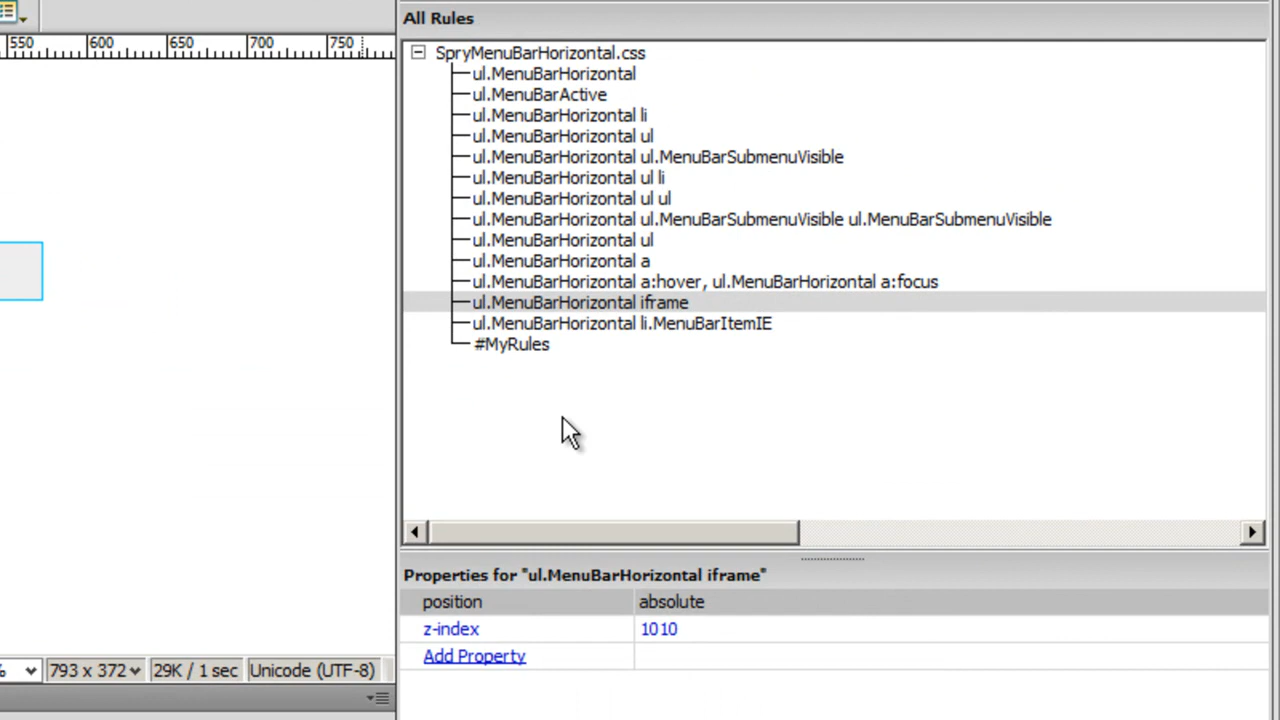 550 600 650 700 750
All Rules
SpryMenuBarHorizontal.css
ul.MenuBarHorizontal
ul.MenuBarActive
ul.MenuBarHorizontal li
ul.MenuBarHorizontal ul
ul.MenuBarHorizontal ul.MenuBarSubmenuVisible
ul.MenuBarHorizontal ul li
ul.MenuBarHorizontal ul ul
ul.MenuBarHorizontal ul.MenuBarSubmenuVisible ul.MenuBarSubmenuVisible
ul.MenuBarHorizontal ul
ul.MenuBarHorizontal a
ul.MenuBarHorizontal a:hover, ul.MenuBarHorizontal a:focus
ul.MenuBarHorizontal iframe
ul.MenuBarHorizontal li.MenuBarItemIE
#MyRules
Properties for "ul.MenuBarHorizontal iframe"
position absolute
z-index 1010
Add Property
% 793 x 372 29K / 1 sec Unicode (UTF-8)